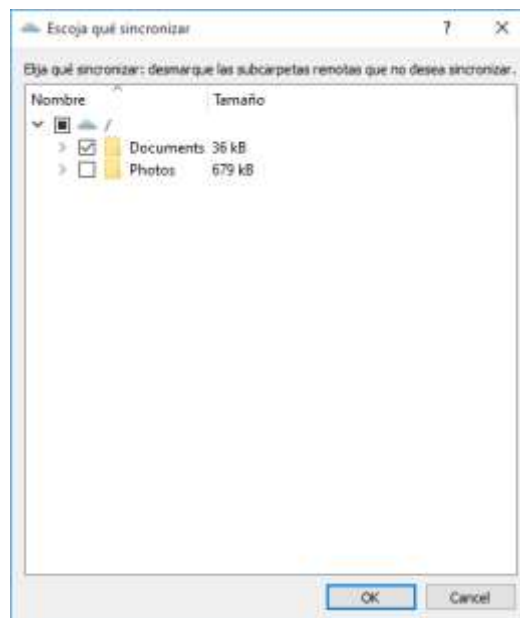 Escoja qué sincronizar ? ×
Elija qué sincronizar: desmarque las subcarpetas remotas que no desea sincronizar.
Nombre Tamaño
/
Documents 36 kB
Photos 679 kB
OK Cancel